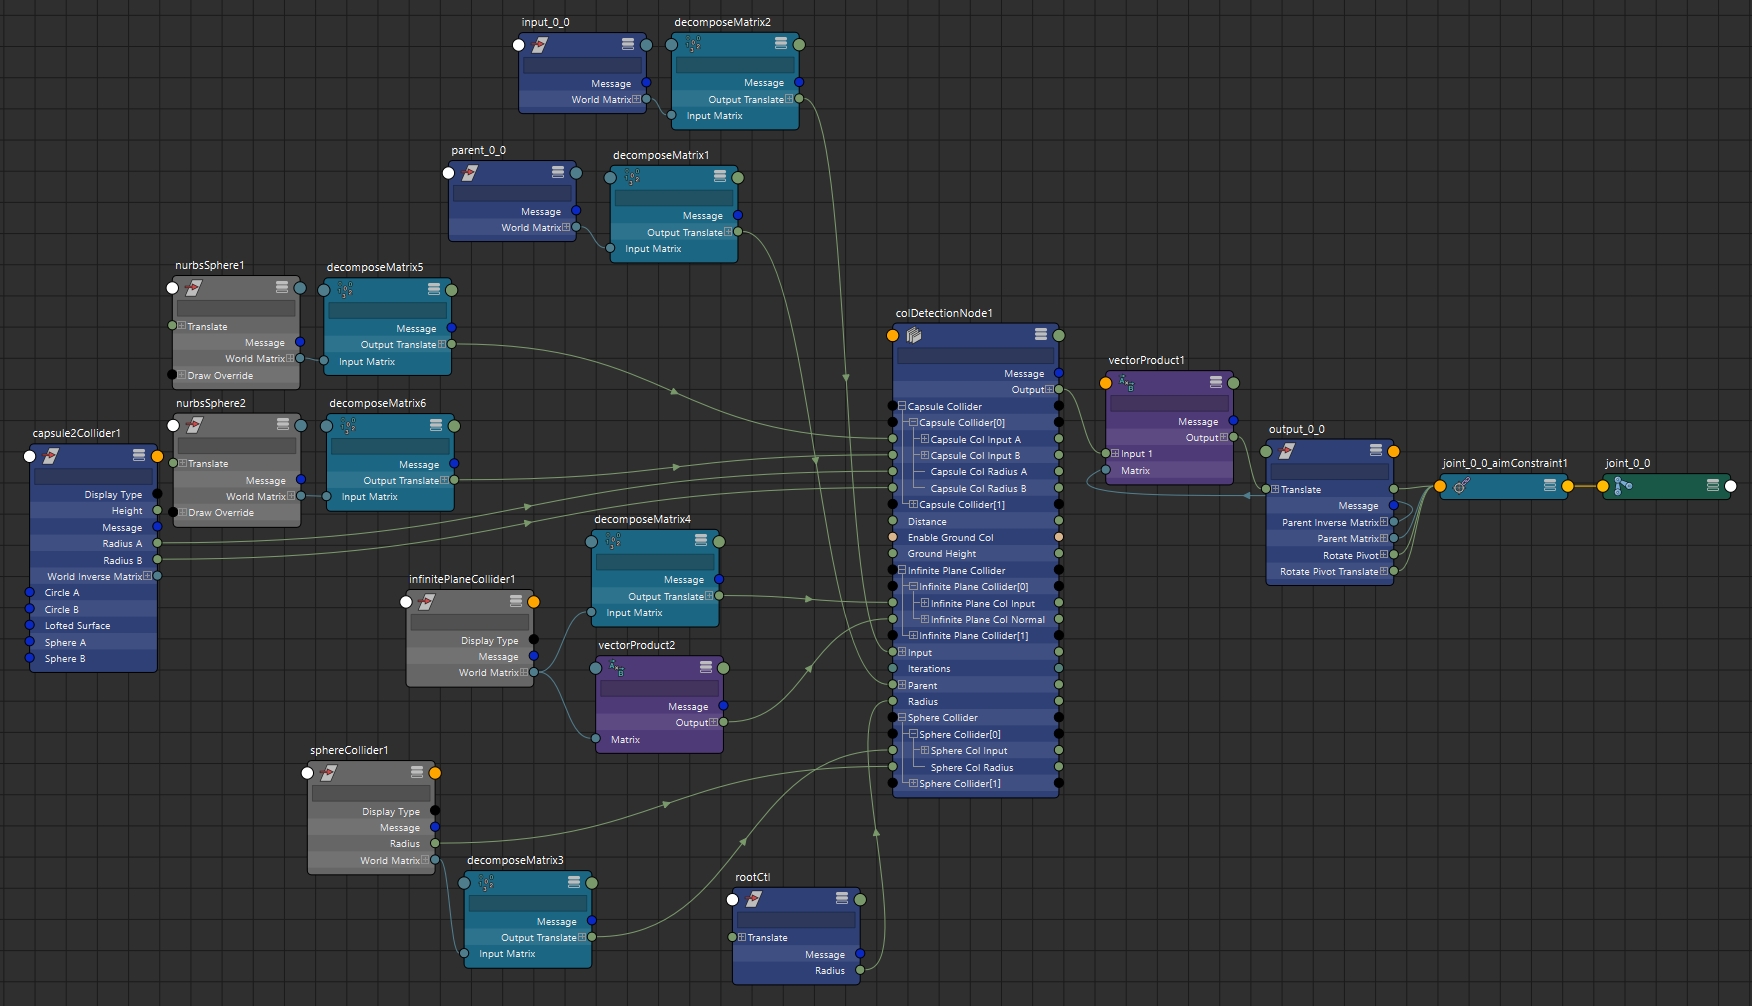 input_0_0
Message
World Matrix
decomposeMatrix2
Message
Output Translate
Input Matrix
parent_0_0
Message
World Matrix
decomposeMatrix1
Message
Output Translate
Input Matrix
nurbsSphere1
Translate
Message
World Matrix
Draw Override
decomposeMatrix5
Message
Output Translate
Input Matrix
nurbsSphere2
Translate
Message
World Matrix
Draw Override
decomposeMatrix6
Message
Output Translate
Input Matrix
capsule2Collider1
Display Type
Height
Message
Radius A
Radius B
World Inverse Matrix
Circle A
Circle B
Lofted Surface
Sphere A
Sphere B
infinitePlaneCollider1
Display Type
Message
World Matrix
decomposeMatrix4
Message
Output Translate
Input Matrix
vectorProduct2
Message
Output
Matrix
sphereCollider1
Display Type
Message
Radius
World Matrix
decomposeMatrix3
Message
Output Translate
Input Matrix
rootCtl
Translate
Message
Radius
colDetectionNode1
Message
Output
Capsule Collider
Capsule Collider[0]
Capsule Col Input A
Capsule Col Input B
Capsule Col Radius A
Capsule Col Radius B
Capsule Collider[1]
Distance
Enable Ground Col
Ground Height
Infinite Plane Collider
Infinite Plane Collider[0]
Infinite Plane Col Input
Infinite Plane Col Normal
Infinite Plane Collider[1]
Input
Iterations
Parent
Radius
Sphere Collider
Sphere Collider[0]
Sphere Col Input
Sphere Col Radius
Sphere Collider[1]
vectorProduct1
Message
Output
Input 1
Matrix
output_0_0
Translate
Message
Parent Inverse Matrix
Parent Matrix
Rotate Pivot
Rotate Pivot Translate
joint_0_0_aimConstraint1
joint_0_0